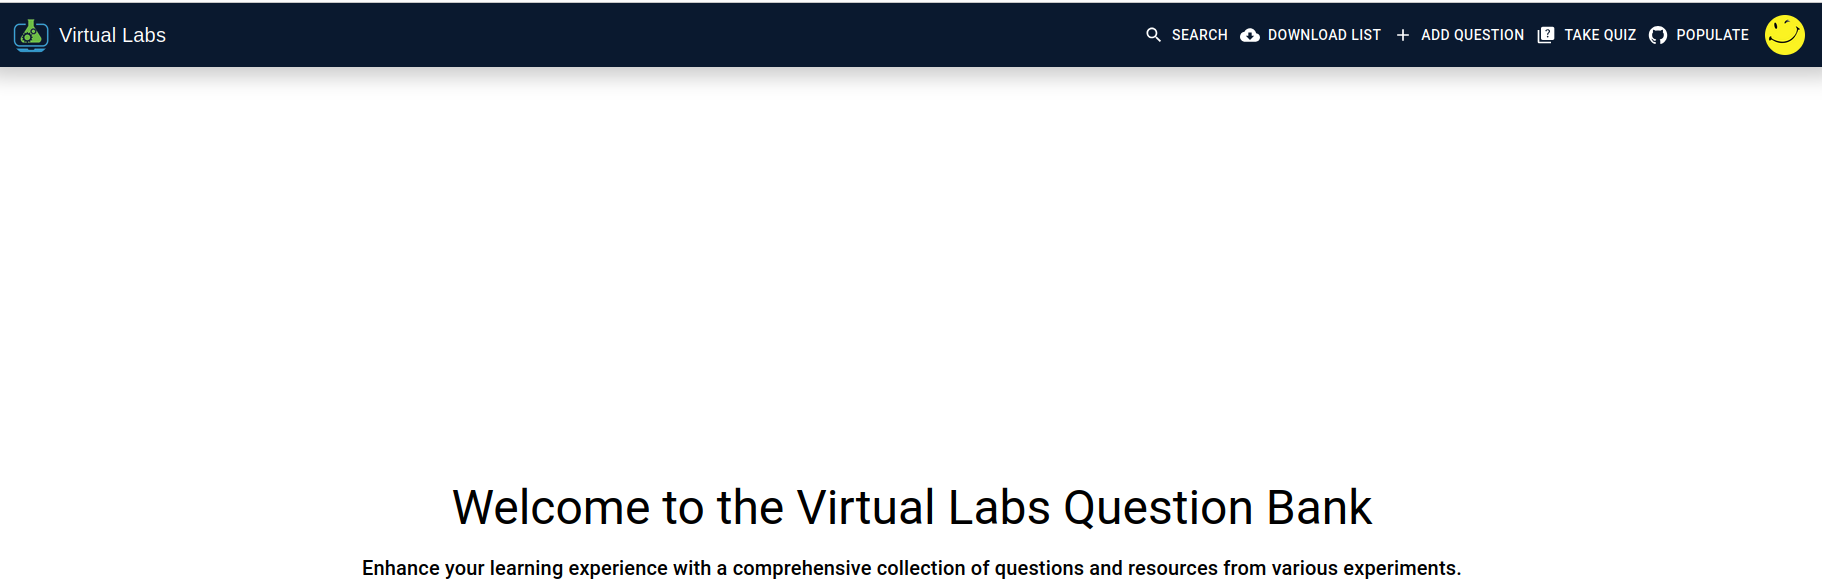 Virtual Labs SEARCH DOWNLOAD LIST ADD QUESTION TAKE QUIZ POPULATE
Welcome to the Virtual Labs Question Bank
Enhance your learning experience with a comprehensive collection of questions and resources from various experiments.